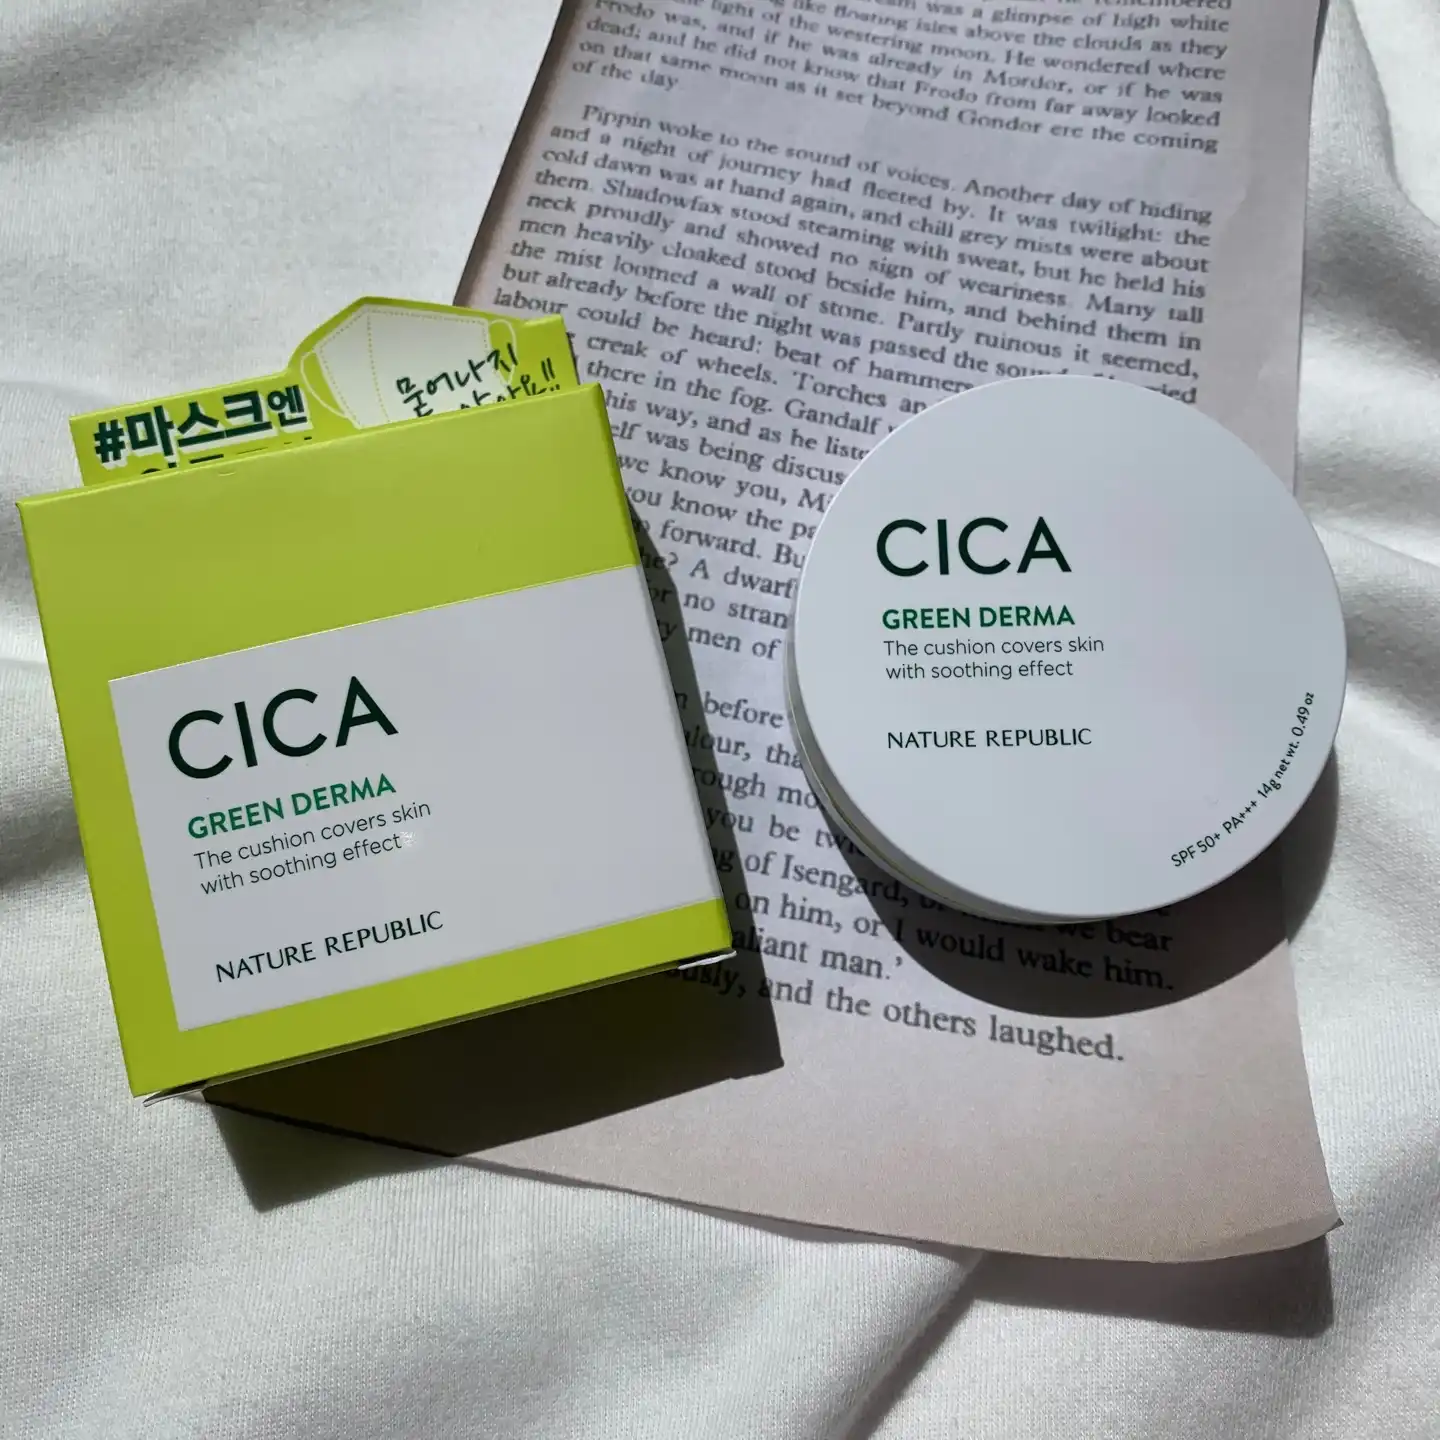 was a glimpse of high white
like floating isles above the clouds as they
light of the westering moon. He wondered where
Frodo was, and if he was already in Mordor, or if he was
dead; and he did not know that Frodo from far away looked
on that same moon as it set beyond Gondor ere the coming
of the day
Pippin woke to the sound of voices. Another day of hiding
and a night of journey had fleeted by. It was twilight: the
cold dawn was at hand again, and chill grey mists were about
them. Shadowfax stood steaming with sweat, but he held his
neck proudly and showed no sign of weariness. Many tall
men heavily cloaked stood beside him, and behind them in
the mist loomed a wall of stone. Partly ruinous it seemed,
but already before the night was passed the sound
labour could be heard: beat of hammers
creak of wheels. Torches
there in the fog. Gandalf
his way, and as he
was being
we know you,
you know the
forward.
he? A dwarf
no
men of
before
you be
of Isengard,
we bear
on him, or I would wake him.
man.'
and the others laughed.
#마스크엔
묻어나지
CICA
GREEN DERMA
The cushion covers skin
with soothing effect
NATURE REPUBLIC
CICA
GREEN DERMA
The cushion covers skin
with soothing effect
NATURE REPUBLIC
SPF 50+ PA+++ 14g net wt. 0.49 oz